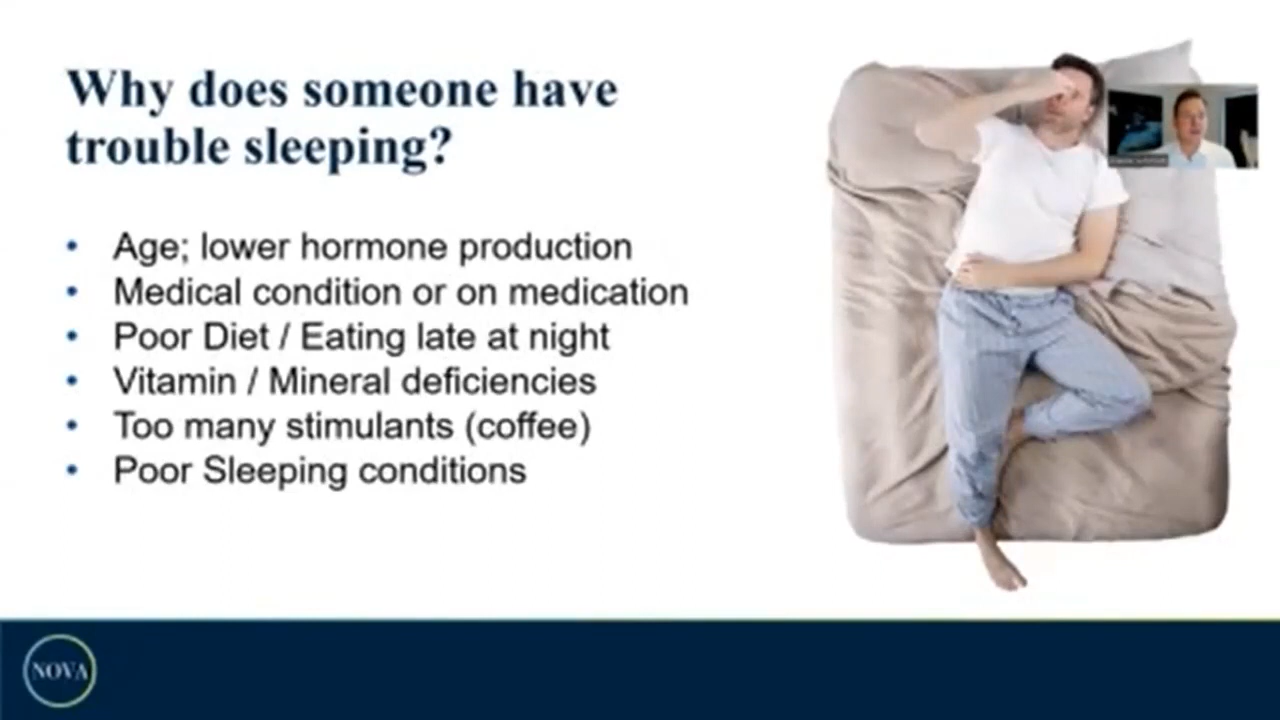 Why does someone have
trouble sleeping?
• Age; lower hormone production
• Medical condition or on medication
• Poor Diet / Eating late at night
• Vitamin / Mineral deficiencies
• Too many stimulants (coffee)
• Poor Sleeping conditions
NOVA